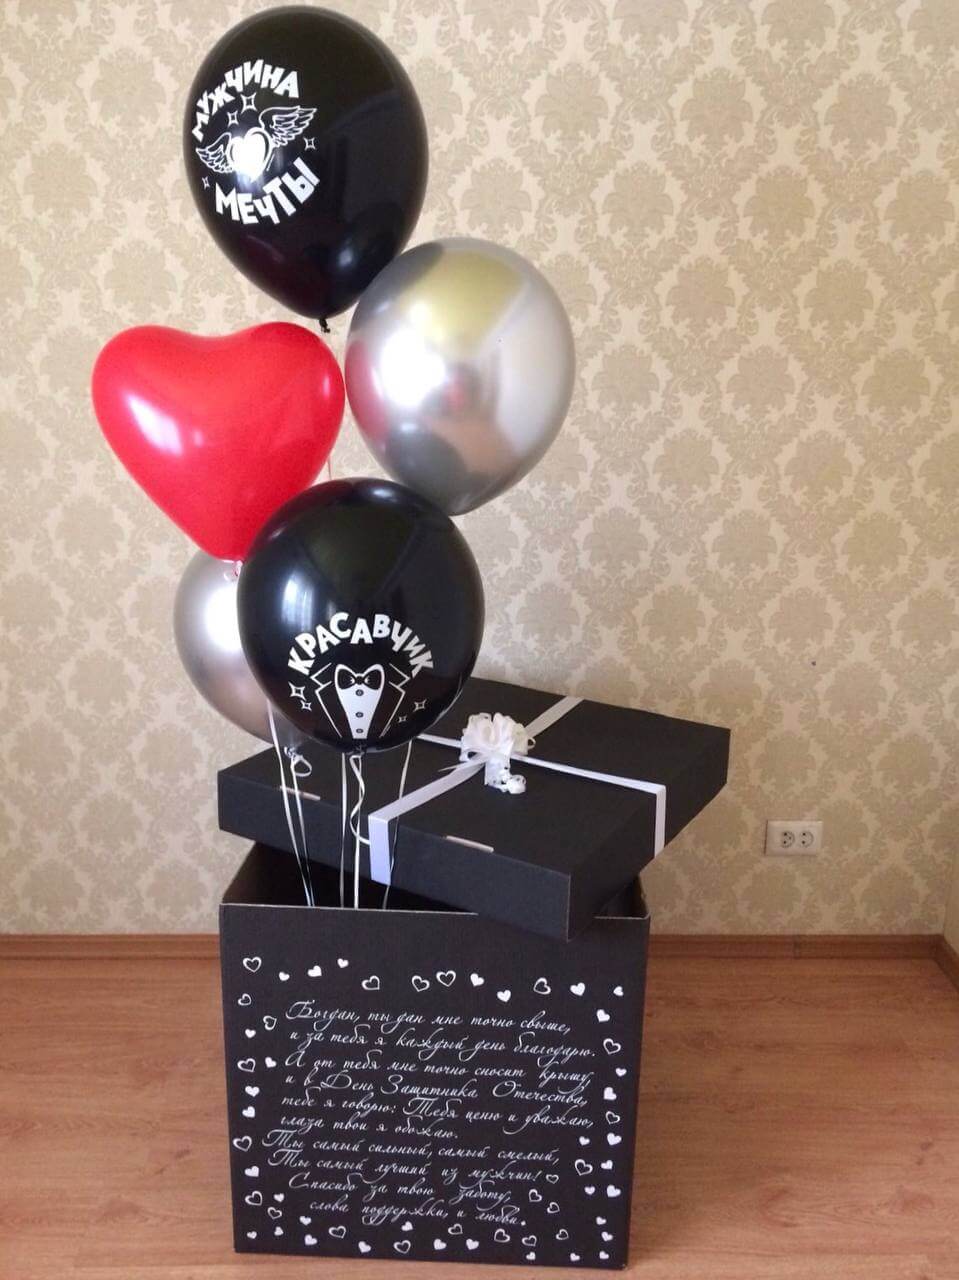 МУЖЧИНА
МЕЧТЫ
КРАСАВЧИК
Богдан, ты дан мне точно свыше,
и за тебя я каждый день благодарю.
А от тебя мне точно сносит крышу,
и в День Защитника Отечества,
тебе я говорю: Тебя ценю и уважаю,
глаза твои я обожаю.
Ты самый сильный, самый смелый,
Ты самый лучший из мужчин!
Спасибо за твою заботу,
слова поддержки, и любви.